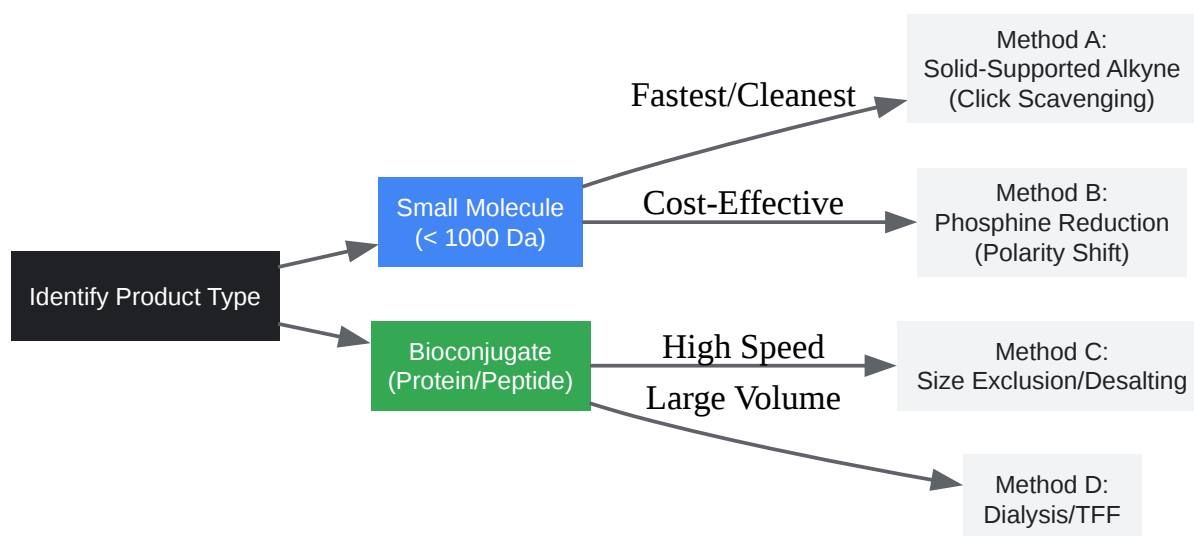 Identify Product Type
Small Molecule
(< 1000 Da)
Bioconjugate
(Protein/Peptide)
Fastest/Cleanest
Cost-Effective
High Speed
Large Volume
Method A:
Solid-Supported Alkyne
(Click Scavenging)
Method B:
Phosphine Reduction
(Polarity Shift)
Method C:
Size Exclusion/Desalting
Method D:
Dialysis/TFF